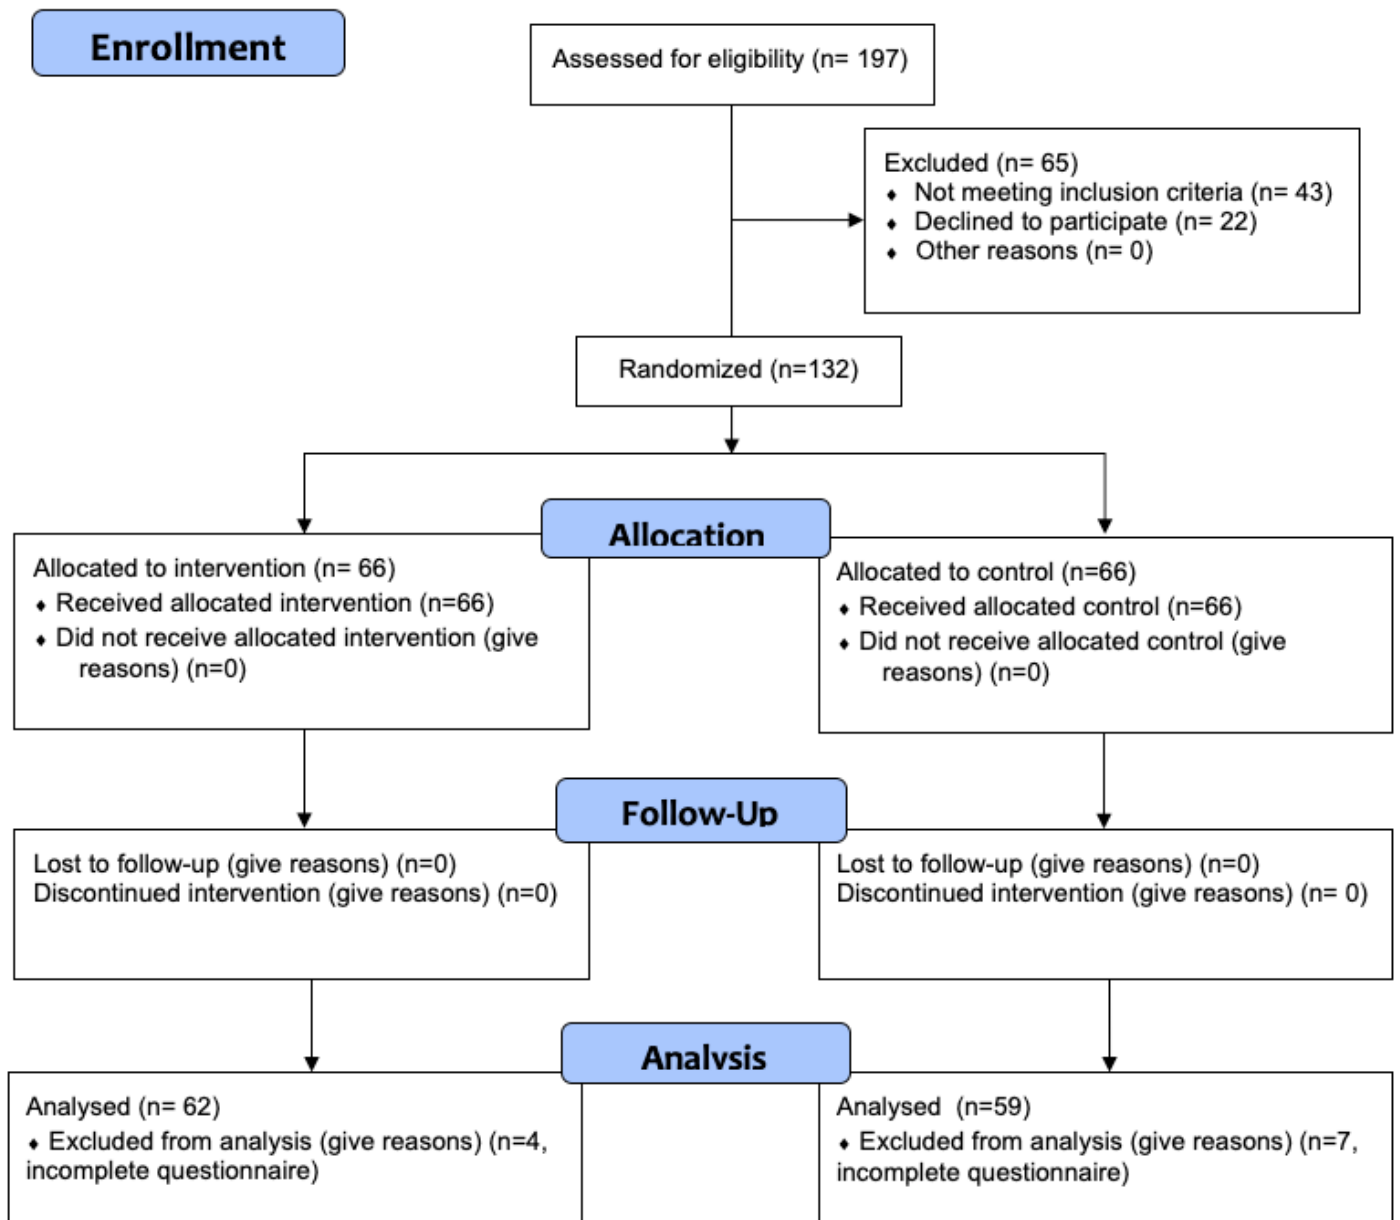 Enrollment
Assessed for eligibility (n= 197)
Excluded (n= 65)
⬧ Not meeting inclusion criteria (n= 43)
⬧ Declined to participate (n= 22)
⬧ Other reasons (n= 0)
Randomized (n=132)
Allocation
Allocated to intervention (n= 66)
⬧ Received allocated intervention (n=66)
⬧ Did not receive allocated intervention (give
reasons) (n=0)
Allocated to control (n=66)
⬧ Received allocated control (n=66)
⬧ Did not receive allocated control (give
reasons) (n=0)
Follow-Up
Lost to follow-up (give reasons) (n=0)
Discontinued intervention (give reasons) (n=0)
Lost to follow-up (give reasons) (n=0)
Discontinued intervention (give reasons) (n= 0)
Analysis
Analysed (n= 62)
⬧ Excluded from analysis (give reasons) (n=4,
incomplete questionnaire)
Analysed (n=59)
⬧ Excluded from analysis (give reasons) (n=7,
incomplete questionnaire)